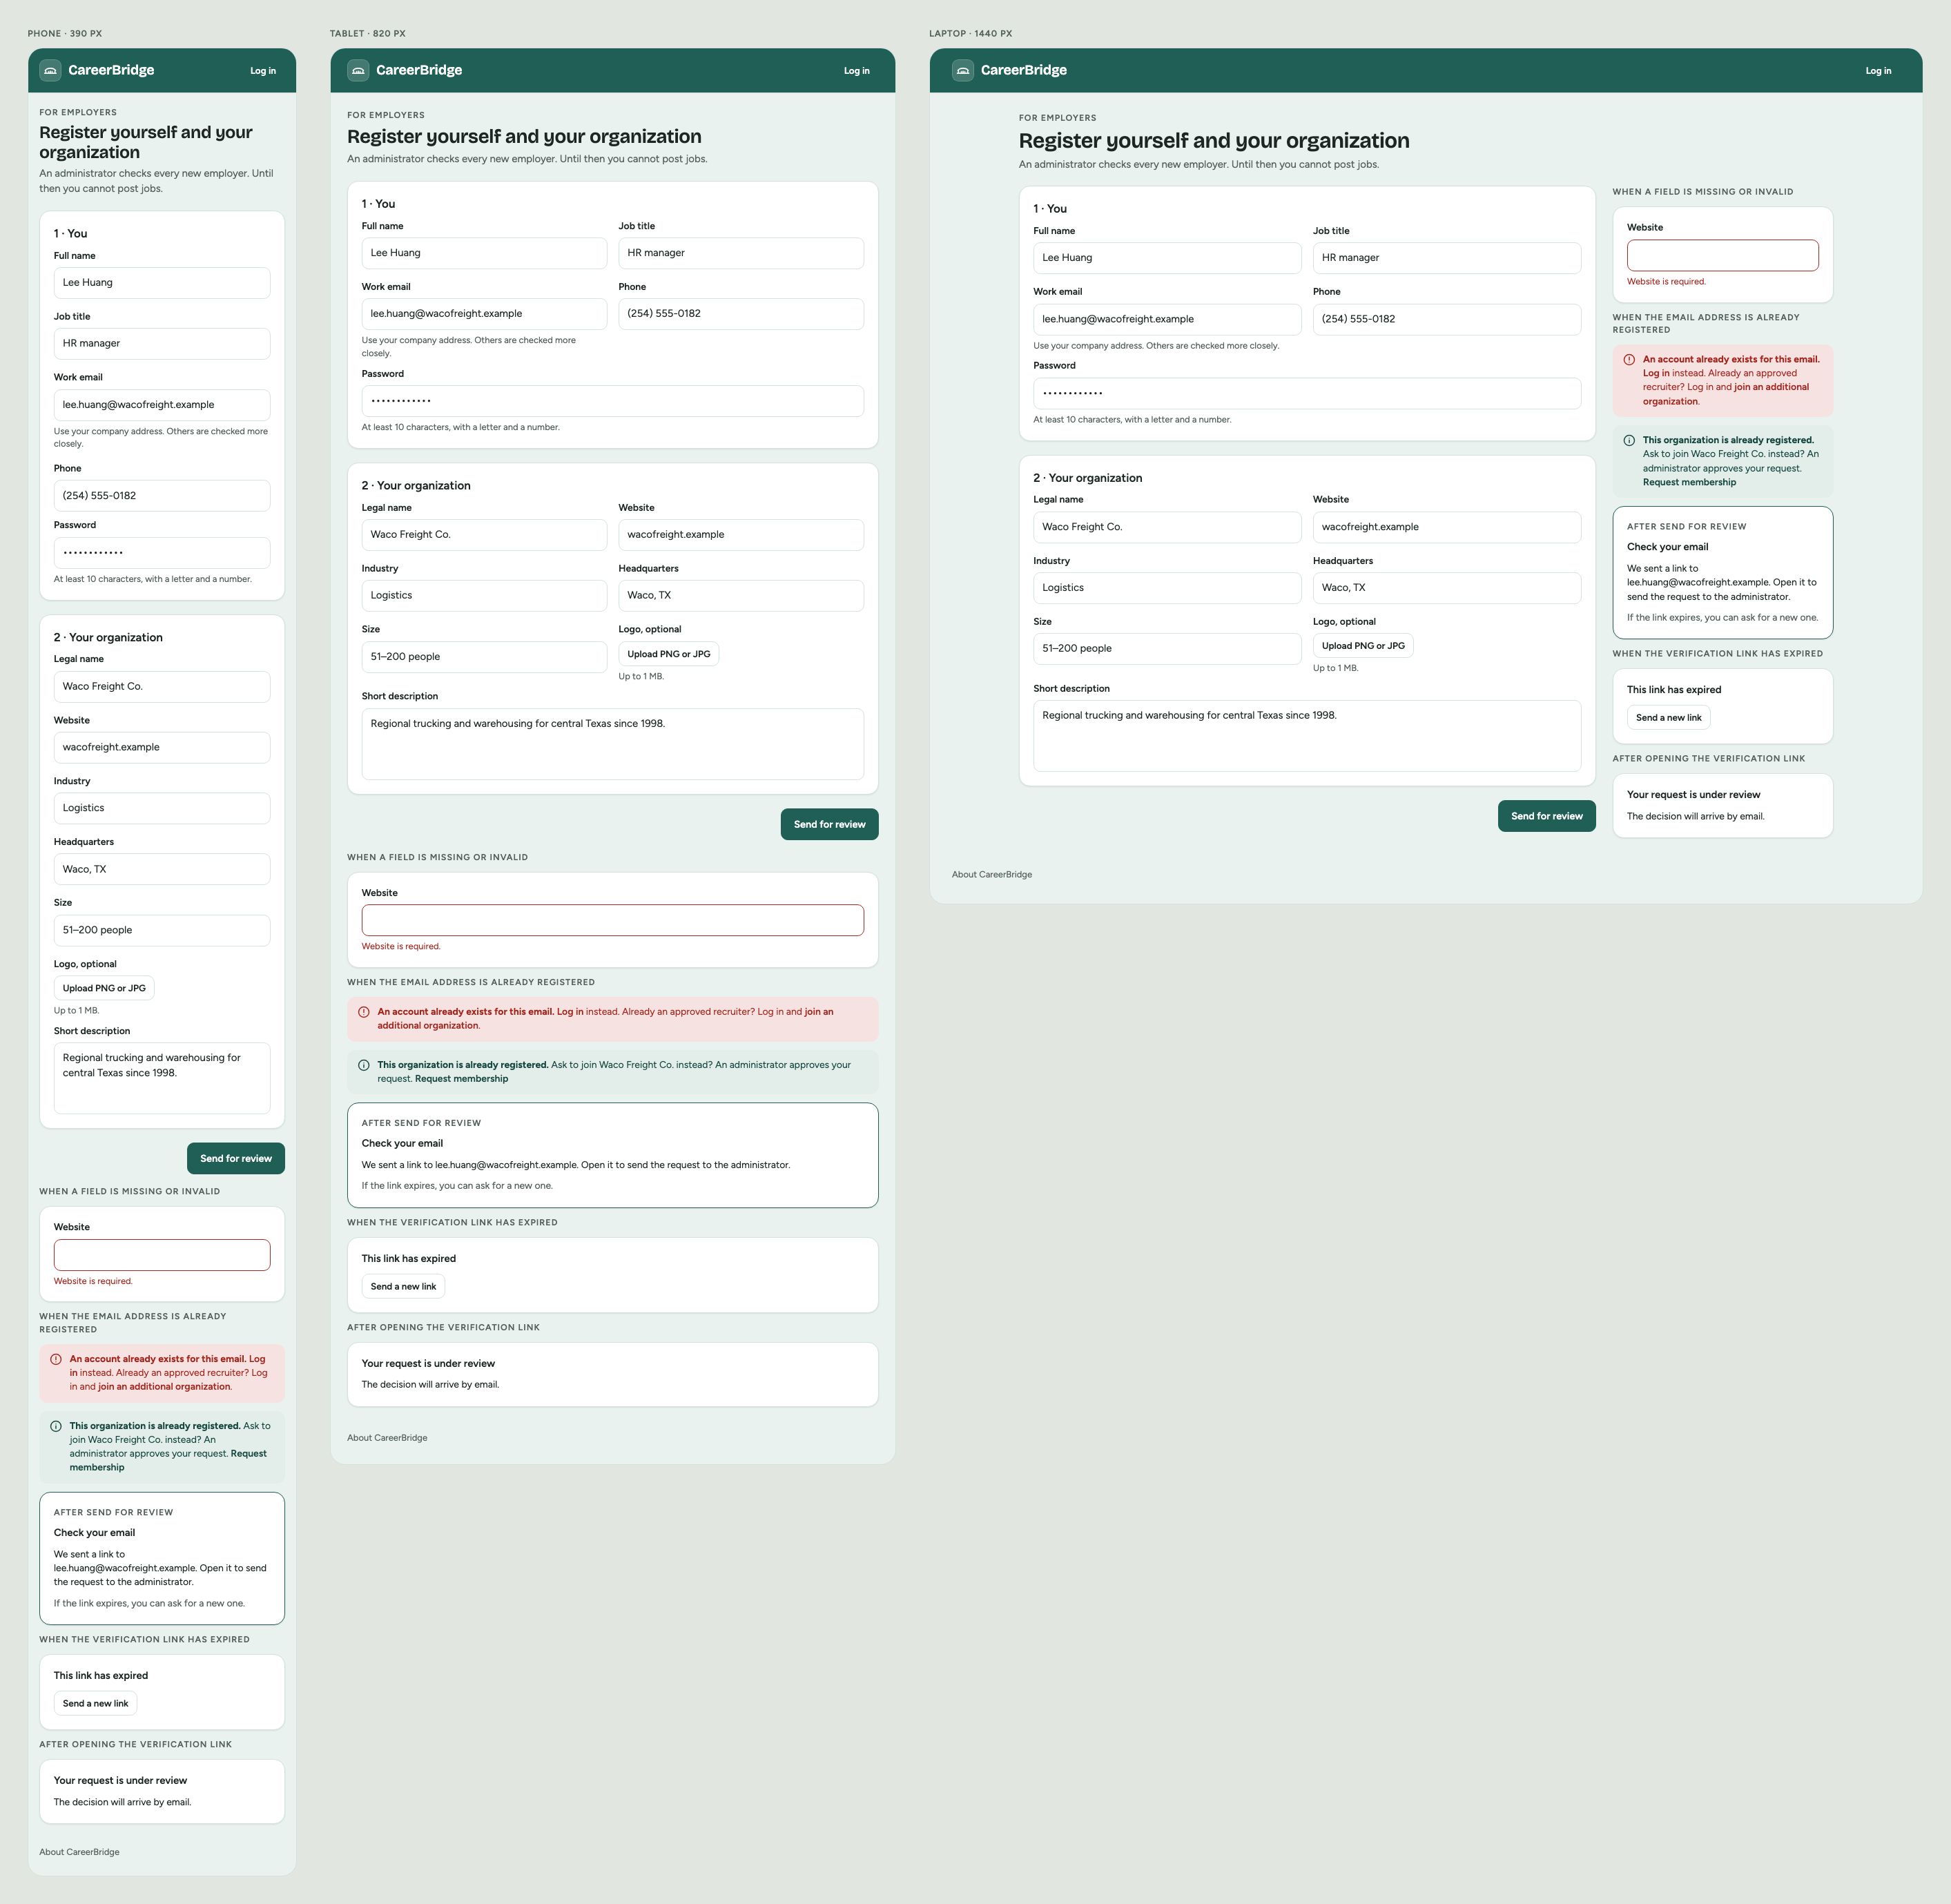 PHONE · 390 PX
CareerBridge
Log in
FOR EMPLOYERS
Register yourself and your
organization
An administrator checks every new employer. Until
then you cannot post jobs.
1 · You
Full name
Lee Huang
Job title
HR manager
Work email
lee.huang@wacofreight.example
Use your company address. Others are checked more
closely.
Phone
(254) 555-0182
Password
••••••••••••
At least 10 characters, with a letter and a number.
2 · Your organization
Legal name
Waco Freight Co.
Website
wacofreight.example
Industry
Logistics
Headquarters
Waco, TX
Size
51–200 people
Logo, optional
Upload PNG or JPG
Up to 1 MB.
Short description
Regional trucking and warehousing for
central Texas since 1998.
Send for review
WHEN A FIELD IS MISSING OR INVALID
Website
Website is required.
WHEN THE EMAIL ADDRESS IS ALREADY
REGISTERED
An account already exists for this email. Log
in instead. Already an approved recruiter? Log
in and join an additional organization.
This organization is already registered. Ask to
join Waco Freight Co. instead? An
administrator approves your request. Request
membership
AFTER SEND FOR REVIEW
Check your email
We sent a link to
lee.huang@wacofreight.example. Open it to send
the request to the administrator.
If the link expires, you can ask for a new one.
WHEN THE VERIFICATION LINK HAS EXPIRED
This link has expired
Send a new link
AFTER OPENING THE VERIFICATION LINK
Your request is under review
The decision will arrive by email.
About CareerBridge
TABLET · 820 PX
CareerBridge
Log in
FOR EMPLOYERS
Register yourself and your organization
An administrator checks every new employer. Until then you cannot post jobs.
1 · You
Full name
Job title
Lee Huang
HR manager
Work email
Phone
lee.huang@wacofreight.example
(254) 555-0182
Use your company address. Others are checked more
closely.
Password
••••••••••••
At least 10 characters, with a letter and a number.
2 · Your organization
Legal name
Website
Waco Freight Co.
wacofreight.example
Industry
Headquarters
Logistics
Waco, TX
Size
Logo, optional
51–200 people
Upload PNG or JPG
Up to 1 MB.
Short description
Regional trucking and warehousing for central Texas since 1998.
Send for review
WHEN A FIELD IS MISSING OR INVALID
Website
Website is required.
WHEN THE EMAIL ADDRESS IS ALREADY REGISTERED
An account already exists for this email. Log in instead. Already an approved recruiter? Log in and join an
additional organization.
This organization is already registered. Ask to join Waco Freight Co. instead? An administrator approves your
request. Request membership
AFTER SEND FOR REVIEW
Check your email
We sent a link to lee.huang@wacofreight.example. Open it to send the request to the administrator.
If the link expires, you can ask for a new one.
WHEN THE VERIFICATION LINK HAS EXPIRED
This link has expired
Send a new link
AFTER OPENING THE VERIFICATION LINK
Your request is under review
The decision will arrive by email.
About CareerBridge
LAPTOP · 1440 PX
CareerBridge
Log in
FOR EMPLOYERS
Register yourself and your organization
An administrator checks every new employer. Until then you cannot post jobs.
1 · You
Full name
Job title
Lee Huang
HR manager
Work email
Phone
lee.huang@wacofreight.example
(254) 555-0182
Use your company address. Others are checked more closely.
Password
••••••••••••
At least 10 characters, with a letter and a number.
2 · Your organization
Legal name
Website
Waco Freight Co.
wacofreight.example
Industry
Headquarters
Logistics
Waco, TX
Size
Logo, optional
51–200 people
Upload PNG or JPG
Up to 1 MB.
Short description
Regional trucking and warehousing for central Texas since 1998.
Send for review
WHEN A FIELD IS MISSING OR INVALID
Website
Website is required.
WHEN THE EMAIL ADDRESS IS ALREADY
REGISTERED
An account already exists for this email.
Log in instead. Already an approved
recruiter? Log in and join an additional
organization.
This organization is already registered.
Ask to join Waco Freight Co. instead? An
administrator approves your request.
Request membership
AFTER SEND FOR REVIEW
Check your email
We sent a link to
lee.huang@wacofreight.example. Open it to
send the request to the administrator.
If the link expires, you can ask for a new one.
WHEN THE VERIFICATION LINK HAS EXPIRED
This link has expired
Send a new link
AFTER OPENING THE VERIFICATION LINK
Your request is under review
The decision will arrive by email.
About CareerBridge